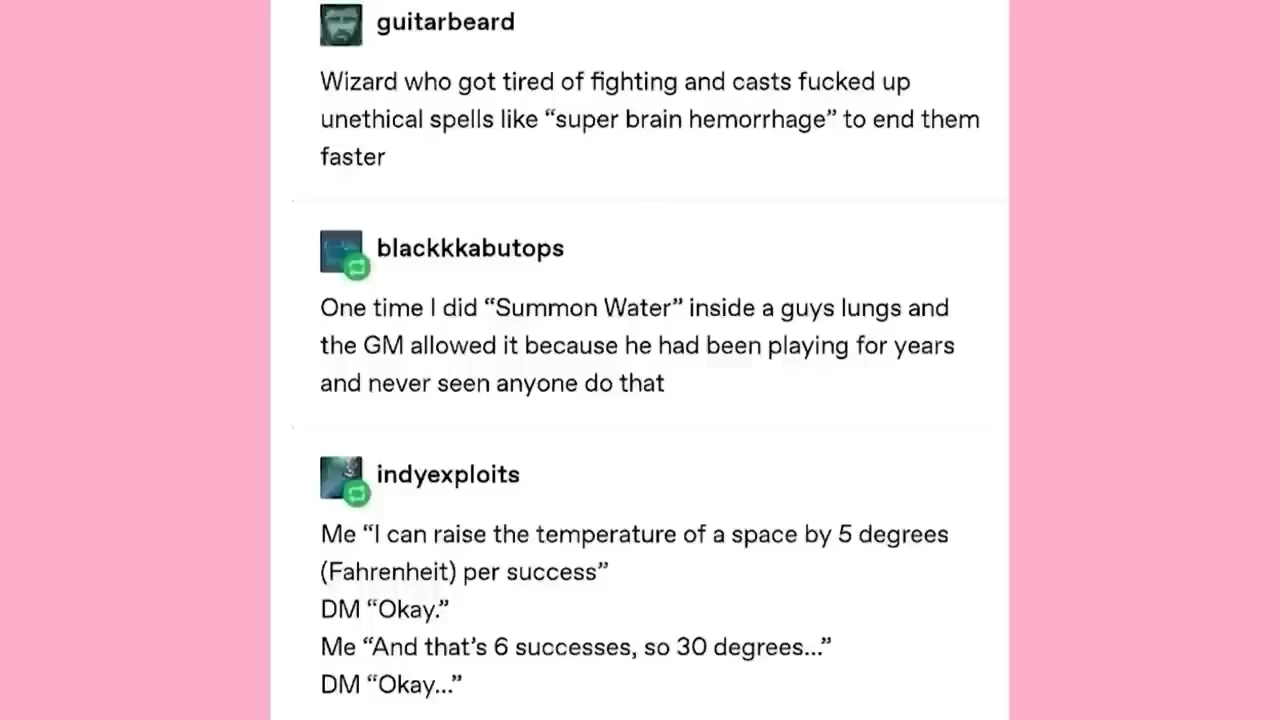 guitarbeard
Wizard who got tired of fighting and casts fucked up
unethical spells like “super brain hemorrhage” to end them
faster
blackkkabutops
One time I did “Summon Water” inside a guys lungs and
the GM allowed it because he had been playing for years
and never seen anyone do that
indyexploits
Me “I can raise the temperature of a space by 5 degrees
(Fahrenheit) per success”
DM “Okay.”
Me “And that’s 6 successes, so 30 degrees...”
DM “Okay...”